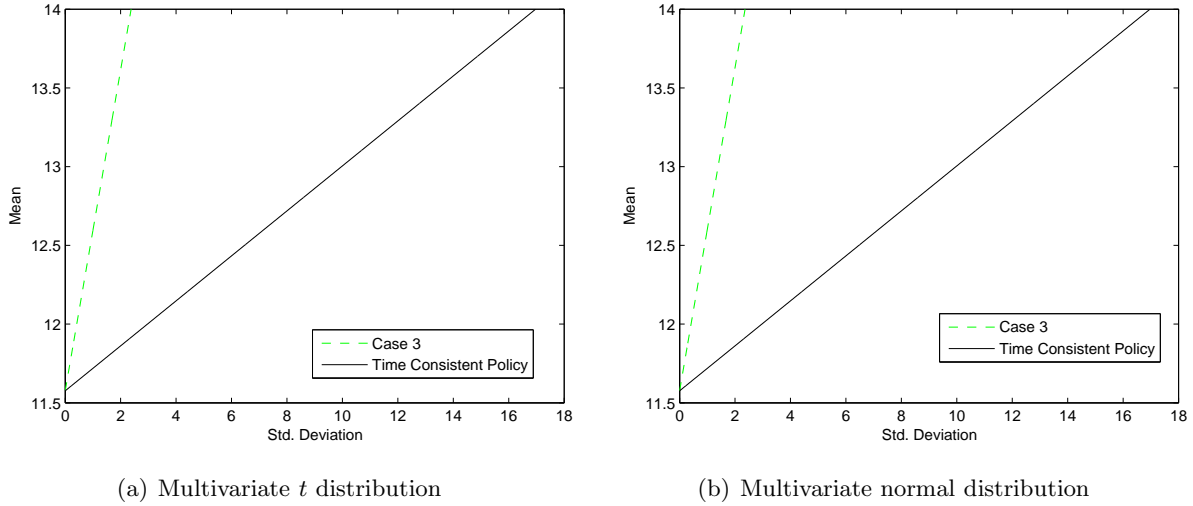 14
13.5
13
12.5
12
11.5
Mean
0 2 4 6 8 10 12 14 16 18
Std. Deviation
Case 3
Time Consistent Policy
(a) Multivariate t distribution
14
13.5
13
12.5
12
11.5
Mean
0 2 4 6 8 10 12 14 16 18
Std. Deviation
Case 3
Time Consistent Policy
(b) Multivariate normal distribution